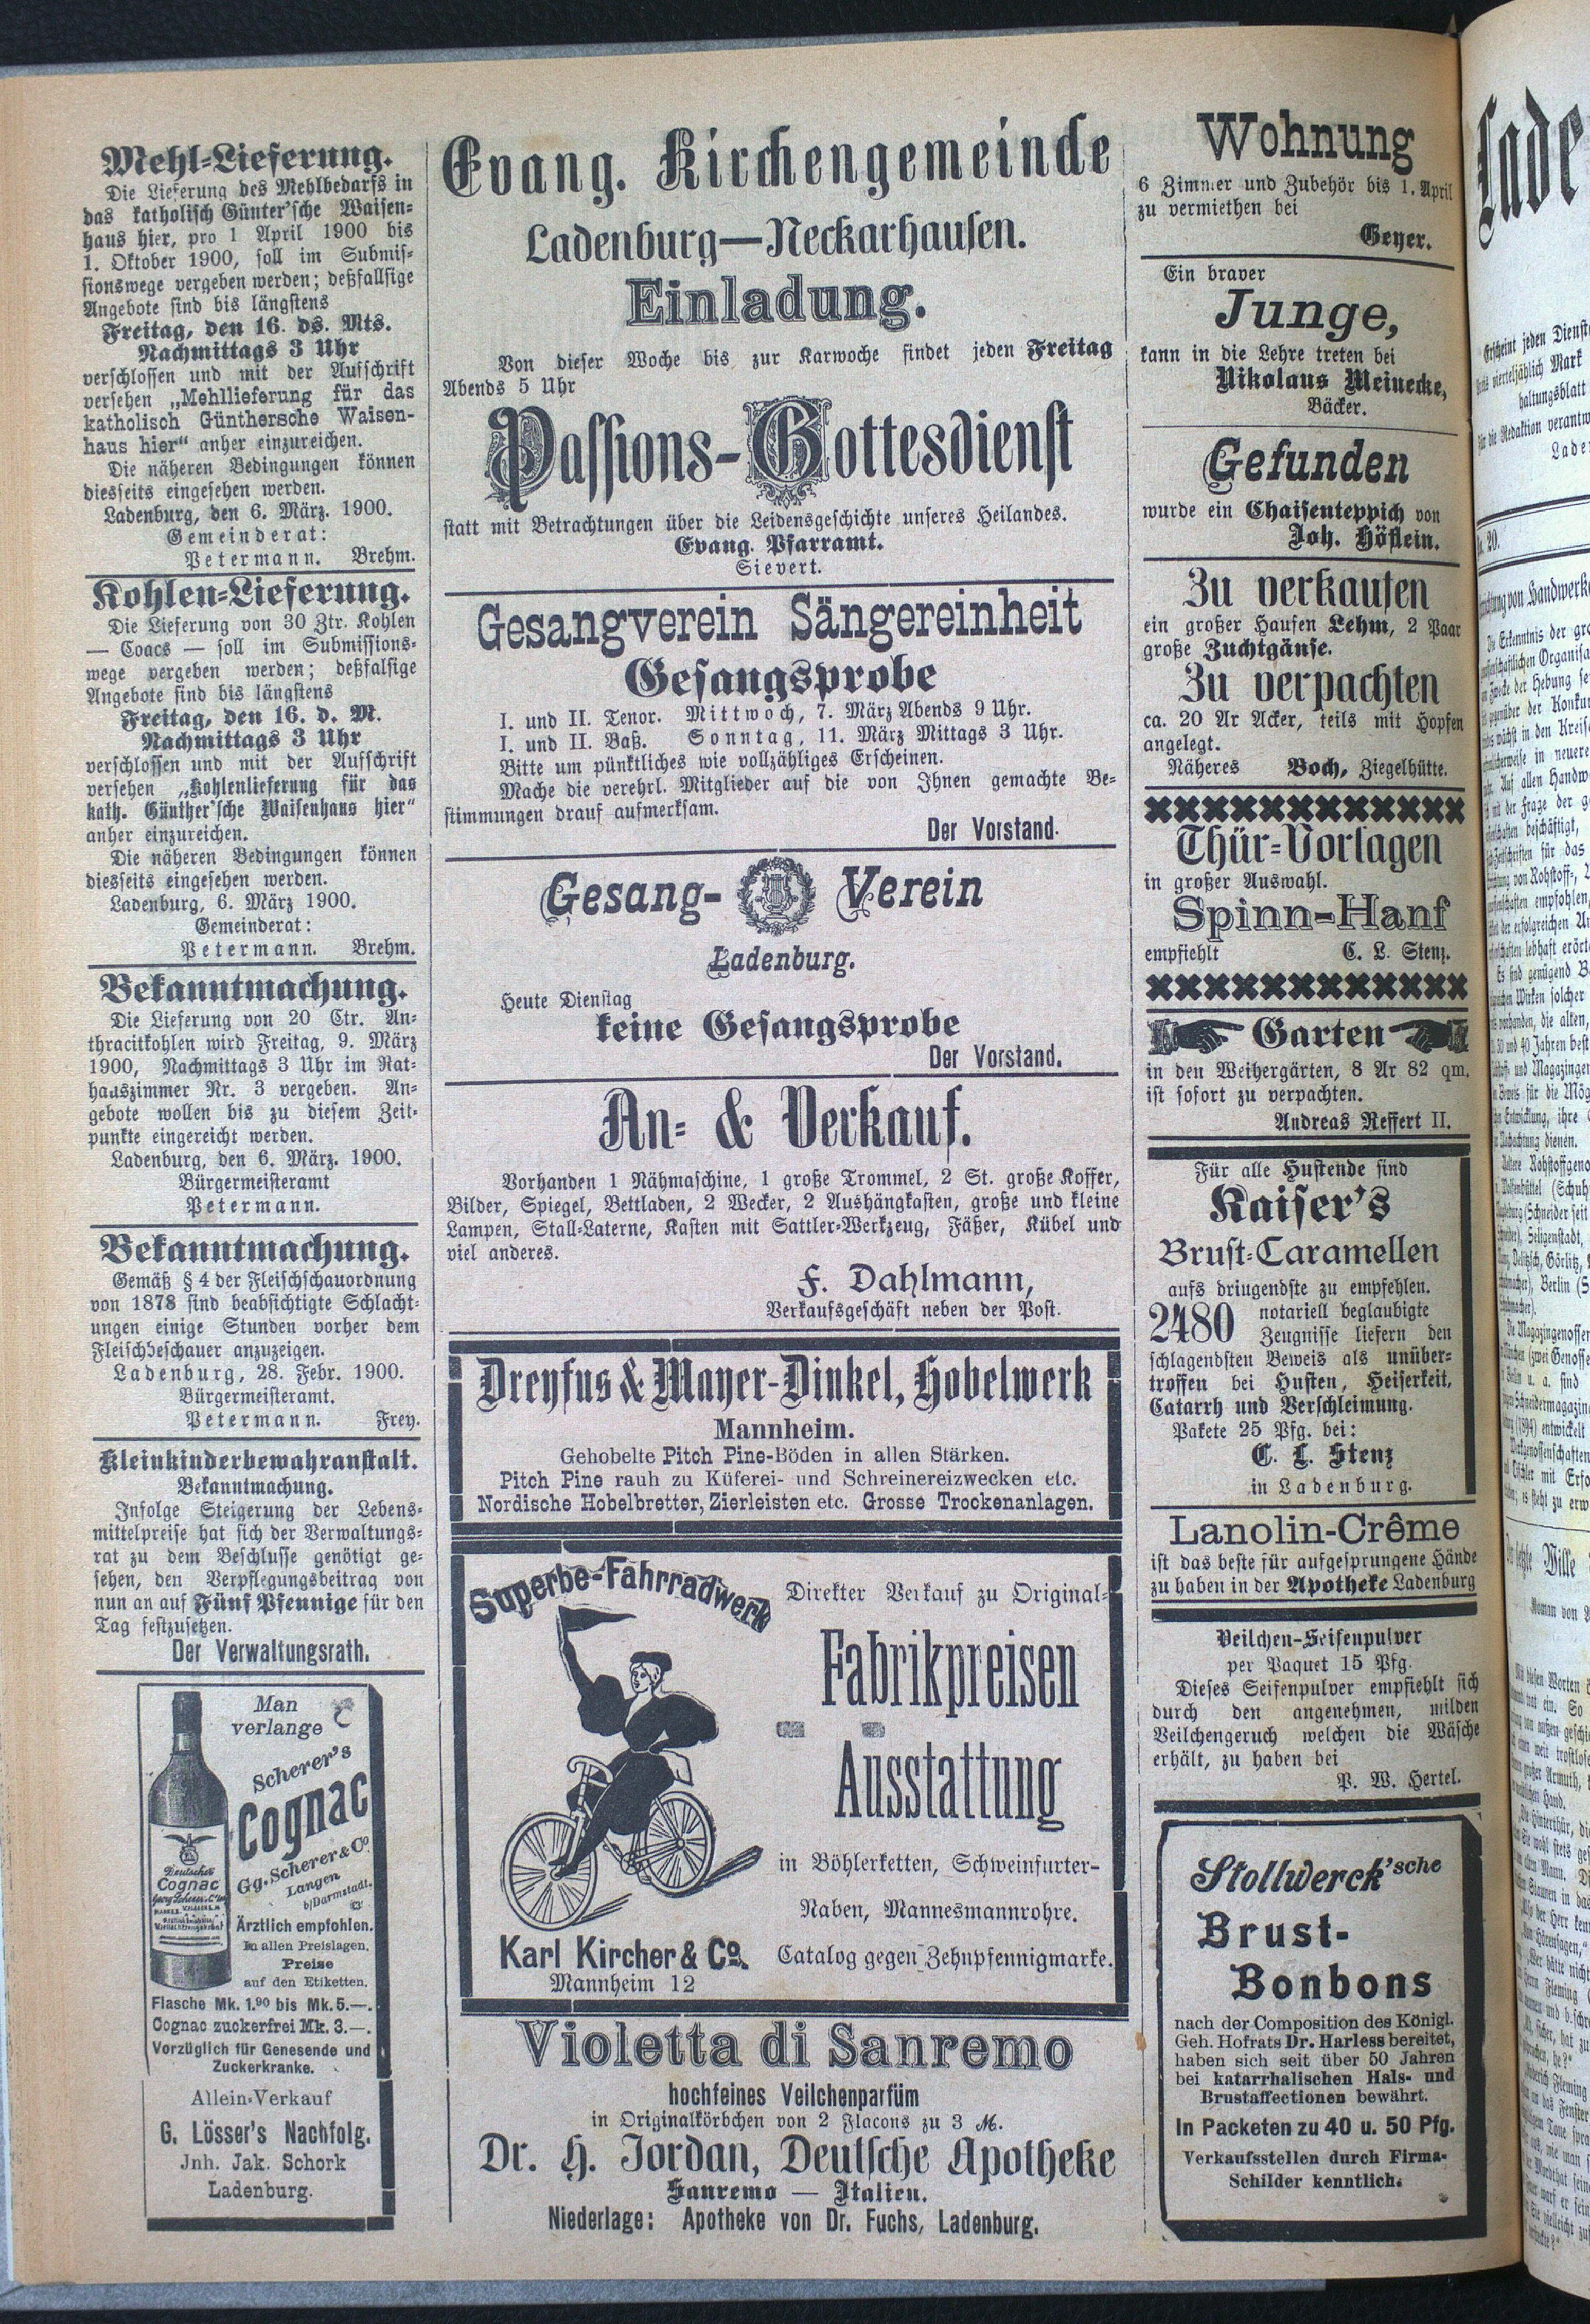 Mehl-Lieferung.
Die Lieferung des Mehlbedarfs in
das katholisch Günter'sche Waisen-
haus hier, pro 1 April 1900 bis
1. Oktober 1900, soll im Submis-
sionswege vergeben werden; deßfallsige
Angebote sind bis längstens
Freitag, den 16. ds. Mts.
Nachmittags 3 Uhr
verschlossen und mit der Aufschrift
versehen „Mehllieferung für das
katholisch Günthersche Waisen-
haus hier“ anher einzureichen.
Die näheren Bedingungen können
diesseits eingesehen werden.
Ladenburg, den 6. März. 1900.
Gemeinderat:
Petermann. Brehm.
Kohlen-Lieferung.
Die Lieferung von 30 Ztr. Kohlen
— Coacs — soll im Submissions-
wege vergeben werden; deßfalsige
Angebote sind bis längstens
Freitag, den 16. d. M.
Nachmittags 3 Uhr
verschlossen und mit der Aufschrift
versehen „Kohlenlieferung für das
kath. Günther'sche Waisenhaus hier“
anher einzureichen.
Die näheren Bedingungen können
diesseits eingesehen werden.
Ladenburg, 6. März 1900.
Gemeinderat:
Petermann. Brehm.
Bekanntmachung.
Die Lieferung von 20 Ctr. An-
thracitkohlen wird Freitag, 9. März
1900, Nachmittags 3 Uhr im Rat-
hauszimmer Nr. 3 vergeben. An-
gebote wollen bis zu diesem Zeit-
punkte eingereicht werden.
Ladenburg, den 6. März. 1900.
Bürgermeisteramt
Petermann.
Bekanntmachung.
Gemäß § 4 der Fleischschauordnung
von 1878 sind beabsichtigte Schlacht-
ungen einige Stunden vorher dem
Fleischbeschauer anzuzeigen.
Ladenburg, 28. Febr. 1900.
Bürgermeisteramt.
Petermann. Frey.
Kleinkinderbewahranstalt.
Bekanntmachung.
Infolge Steigerung der Lebens-
mittelpreise hat sich der Verwaltungs-
rat zu dem Beschlusse genötigt ge-
sehen, den Verpflegungsbeitrag von
nun an auf Fünf Pfennige für den
Tag festzusetzen.
Der Verwaltungsrath.
Man
verlange
Scherer's
Cognac
Gg. Scherer & Co.
Langen
b/Darmstadt.
Deutscher
Cognac
Ärztlich empfohlen.
In allen Preislagen.
Preise
auf den Etiketten.
Flasche Mk. 1.90 bis Mk. 5.—.
Cognac zuckerfrei Mk. 3.—.
Vorzüglich für Genesende und
Zuckerkranke.
Allein-Verkauf
G. Lösser's Nachfolg.
Jnh. Jak. Schork
Ladenburg.
Evang. Kirchengemeinde
Ladenburg—Neckarhausen.
Einladung.
Von dieser Woche bis zur Karwoche findet jeden Freitag
Abends 5 Uhr
Passions-Gottesdienst
statt mit Betrachtungen über die Leidensgeschichte unseres Heilandes.
Evang. Pfarramt.
Sievert.
Gesangverein Sängereinheit
Gesangsprobe
I. und II. Tenor. Mittwoch, 7. März Abends 9 Uhr.
I. und II. Baß. Sonntag, 11. März Mittags 3 Uhr.
Bitte um pünktliches wie vollzähliges Erscheinen.
Mache die verehrl. Mitglieder auf die von Ihnen gemachte Be-
stimmungen drauf aufmerksam.
Der Vorstand.
Gesang- Verein
Ladenburg.
Heute Dienstag
keine Gesangsprobe
Der Vorstand.
An- & Verkauf.
Vorhanden 1 Nähmaschine, 1 große Trommel, 2 St. große Koffer,
Bilder, Spiegel, Bettladen, 2 Wecker, 2 Aushängkasten, große und kleine
Lampen, Stall-Laterne, Kasten mit Sattler-Werkzeug, Fäßer, Kübel und
viel anderes.
F. Dahlmann,
Verkaufsgeschäft neben der Post.
Dreyfus & Mayer-Dinkel, Hobelwerk
Mannheim.
Gehobelte Pitch Pine-Böden in allen Stärken.
Pitch Pine rauh zu Küferei- und Schreinereizwecken etc.
Nordische Hobelbretter, Zierleisten etc. Grosse Trockenanlagen.
Superbe-Fahrradwerk
Direkter Verkauf zu Original-
Fabrikpreisen
Ausstattung
in Böhlerketten, Schweinfurter-
Naben, Mannesmannrohre.
Karl Kircher & Co.
Mannheim 12
Catalog gegen Zehnpfennigmarke.
Violetta di Sanremo
hochfeines Veilchenparfüm
in Originalkörbchen von 2 Flacons zu 3 M.
Dr. H. Jordan, Deutsche Apotheke
Sanremo — Italien.
Niederlage: Apotheke von Dr. Fuchs, Ladenburg.
Wohnung
6 Zimmer und Zubehör bis 1. April
zu vermiethen bei
Geyer.
Ein braver
Junge,
kann in die Lehre treten bei
Nikolaus Meinecke,
Bäcker.
Gefunden
wurde ein Chaisenteppich von
Joh. Höflein.
Zu verkaufen
ein großer Haufen Lehm, 2 Paar
große Zuchtgänse.
Zu verpachten
ca. 20 Ar Acker, teils mit Hopfen
angelegt.
Näheres Boch, Ziegelhütte.
Thür-Vorlagen
in großer Auswahl.
Spinn-Hanf
empfiehlt C. L. Stenz.
Garten
in den Weihergärten, 8 Ar 82 qm.
ist sofort zu verpachten.
Andreas Reffert II.
Für alle Hustende sind
Kaiser's
Brust-Caramellen
aufs dringendste zu empfehlen.
2480 notariell beglaubigte
Zeugnisse liefern den
schlagendsten Beweis als unüber-
troffen bei Husten, Heiserkeit,
Catarrh und Verschleimung.
Pakete 25 Pfg. bei:
C. L. Stenz
in Ladenburg.
Lanolin-Crême
ist das beste für aufgesprungene Hände
zu haben in der Apotheke Ladenburg
Veilchen-Seifenpulver
per Paquet 15 Pfg.
Dieses Seifenpulver empfiehlt sich
durch den angenehmen, milden
Veilchengeruch welchen die Wäsche
erhält, zu haben bei
P. W. Hertel.
Stollwerck'sche
Brust-
Bonbons
nach der Composition des Königl.
Geh. Hofrats Dr. Harless bereitet,
haben sich seit über 50 Jahren
bei katarrhalischen Hals- und
Brustaffectionen bewährt.
In Packeten zu 40 u. 50 Pfg.
Verkaufsstellen durch Firma-
Schilder kenntlich.